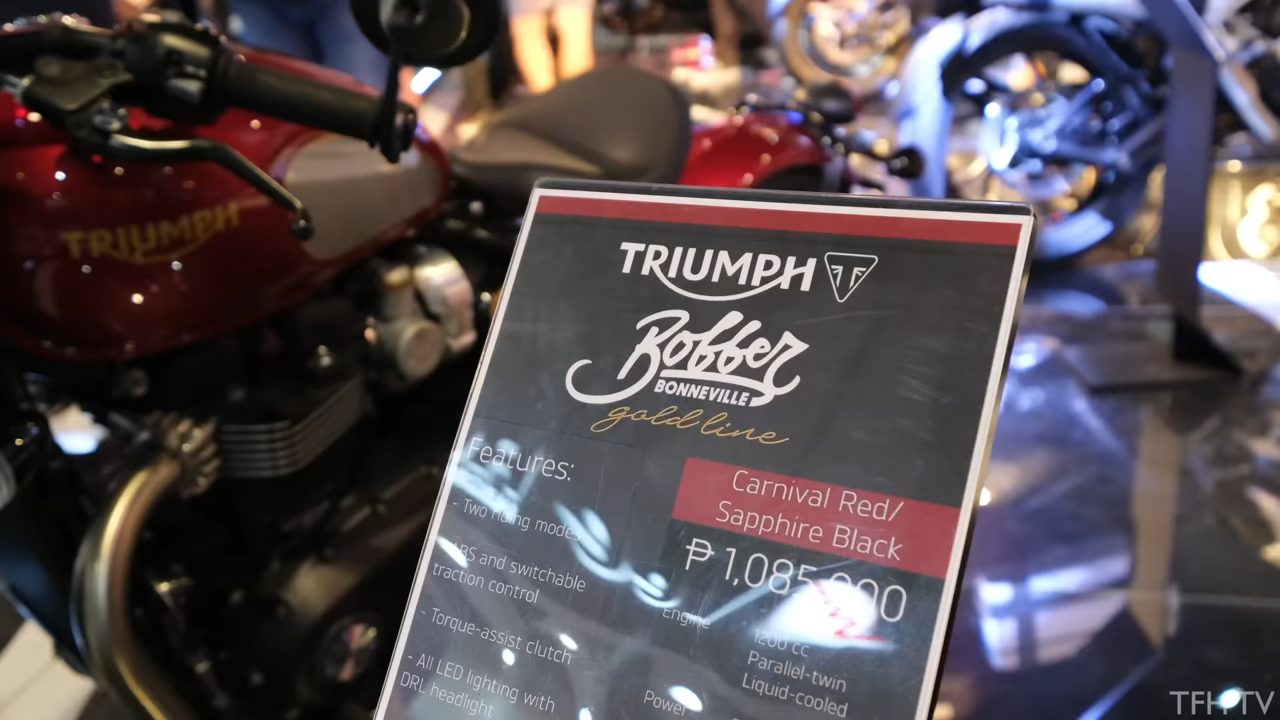 TRIUMPH
TRIUMPH
Bobber
BONNEVILLE
gold line
Features:
- Two riding modes
- ABS and switchable
traction control
- Torque-assist clutch
- All LED lighting with
DRL headlight
Carnival Red/
Sapphire Black
₱ 1,085,000
Engine
1200 cc
Parallel-twin
Liquid-cooled
Power
TFH TV